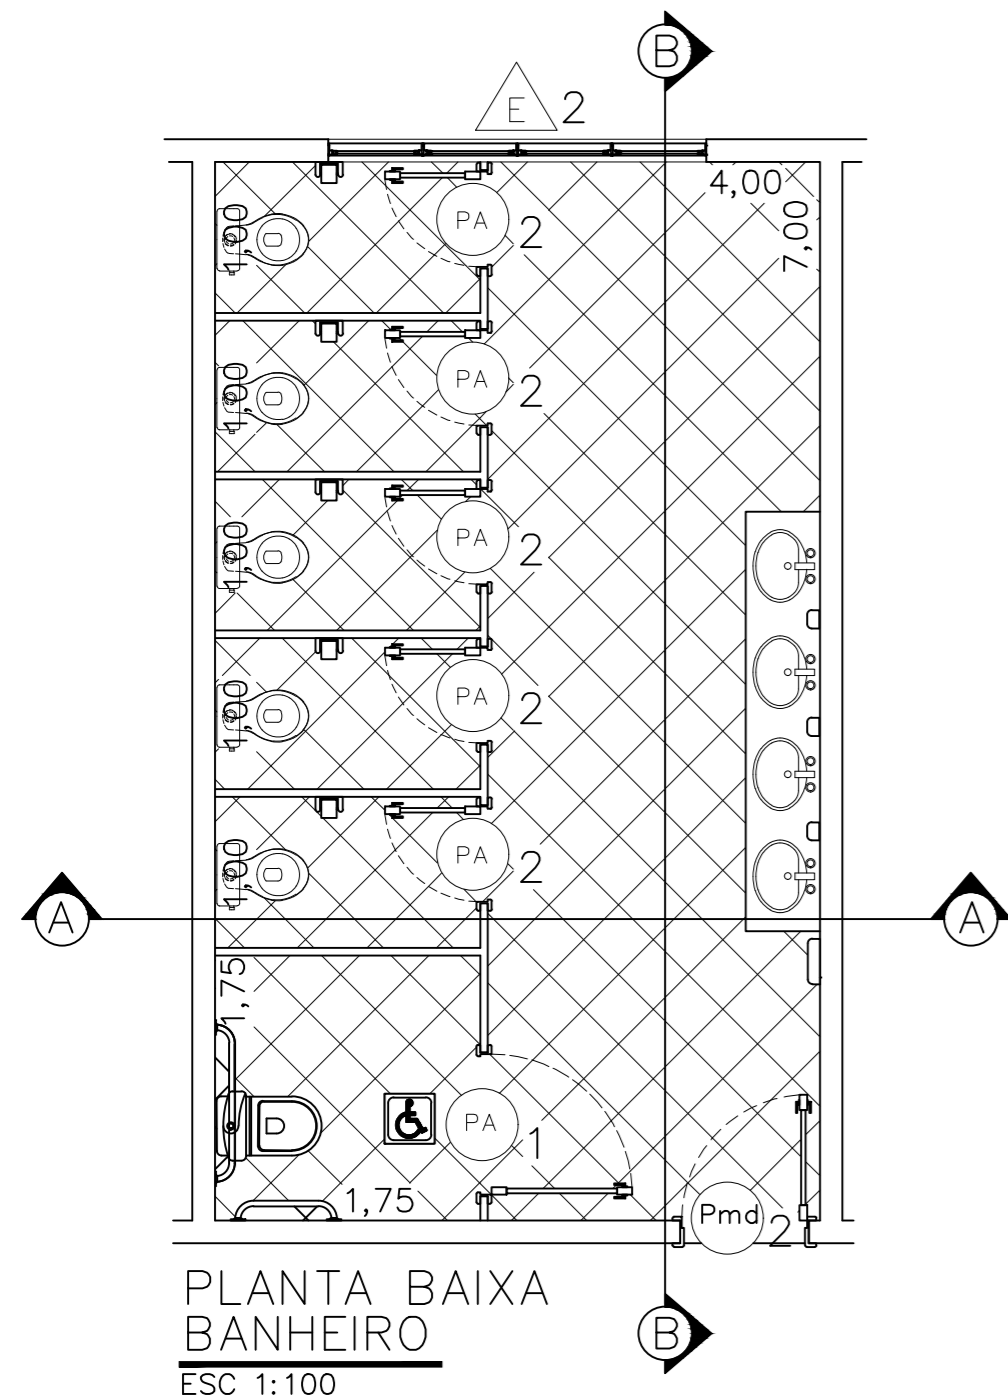 B
E 2
4,00
7,00
1,00
PA 2
1,00
PA 2
1,00
PA 2
1,00
PA 2
1,00
PA 2
A
A
1,75
PA 1
1,75
Pmd 2
PLANTA BAIXA
BANHEIRO
B
ESC 1:100